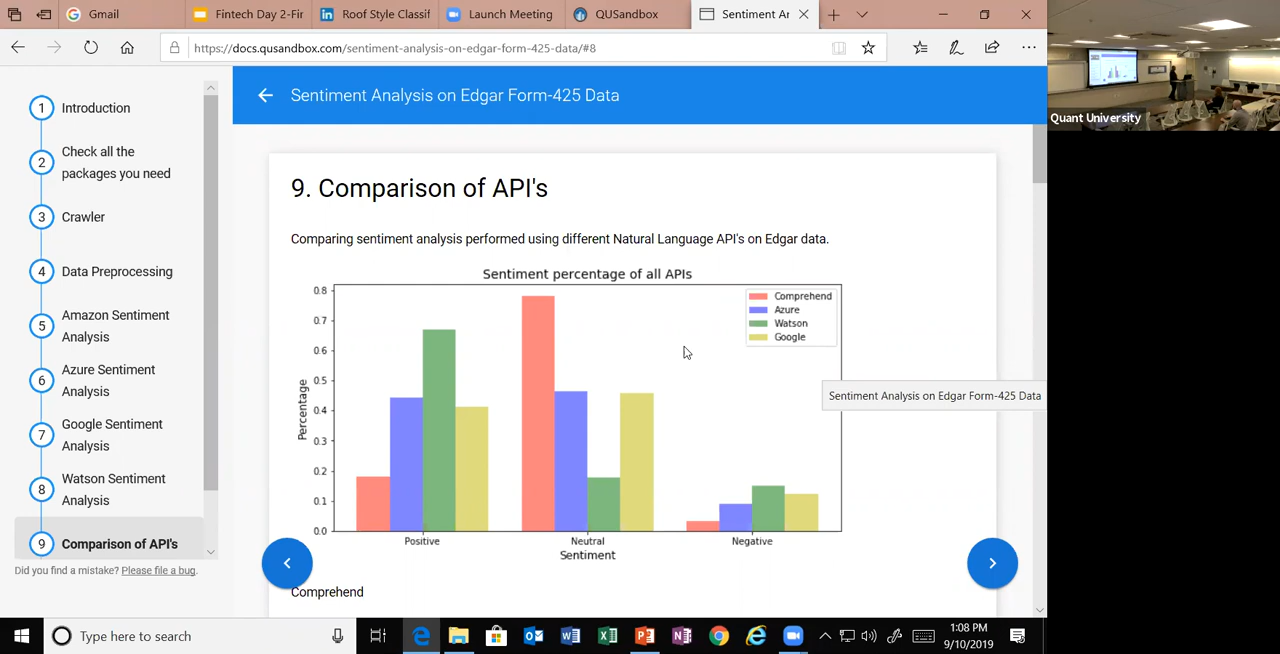 Gmail
Fintech Day 2-Fir
Roof Style Classif
Launch Meeting
QUSandbox
Sentiment Ar
https://docs.qusandbox.com/sentiment-analysis-on-edgar-form-425-data/#8
Quant University
Sentiment Analysis on Edgar Form-425 Data
1 Introduction
2 Check all the
packages you need
3 Crawler
4 Data Preprocessing
5 Amazon Sentiment
Analysis
6 Azure Sentiment
Analysis
7 Google Sentiment
Analysis
8 Watson Sentiment
Analysis
9 Comparison of API's
Did you find a mistake? Please file a bug.
9. Comparison of API's
Comparing sentiment analysis performed using different Natural Language API's on Edgar data.
Sentiment percentage of all APIs
Comprehend
Azure
Watson
Google
Percentage
0.8
0.7
0.6
0.5
0.4
0.3
0.2
0.1
0.0
Positive
Neutral
Negative
Sentiment
Sentiment Analysis on Edgar Form-425 Data
Comprehend
Type here to search
1:08 PM
9/10/2019